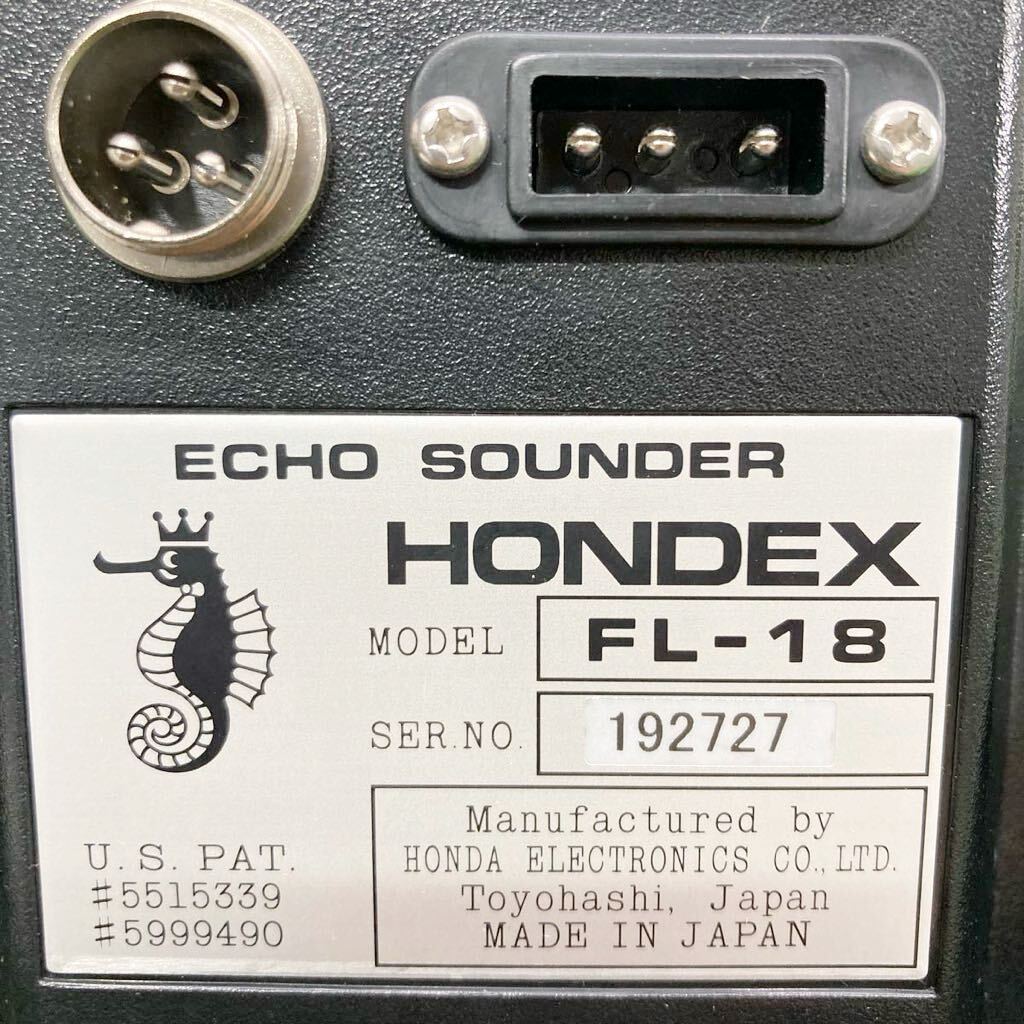 ECHO SOUNDER
HONDEX
MODEL FL-18
SER.NO. 192727
U.S. PAT.
#5515339
#5999490
Manufactured by
HONDA ELECTRONICS CO.,LTD.
Toyohashi, Japan
MADE IN JAPAN